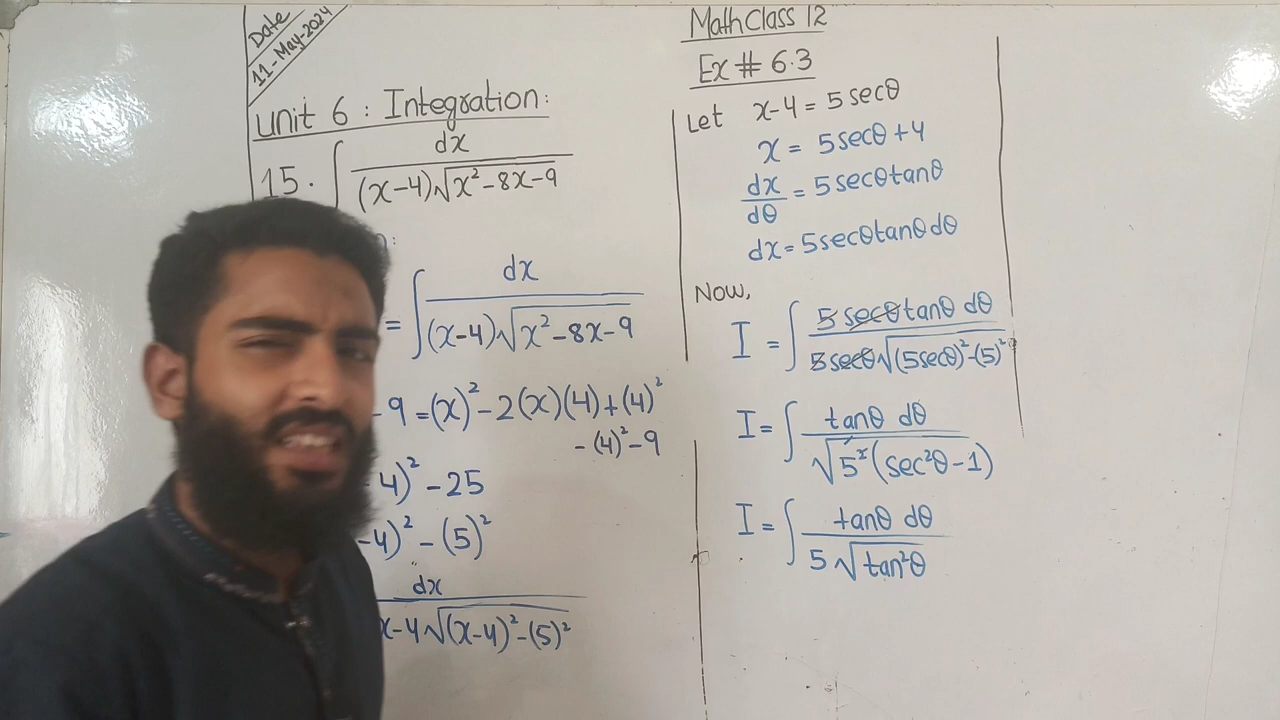 Date
11-May-2024
Unit 6 : Integration:
15. ∫ dx / (x-4)√x²-8x-9
= ∫ dx / (x-4)√x²-8x-9
-9 = (x)² - 2(x)(4) + (4)²
- (4)² - 9
4)² - 25
-4)² - (5)²
dx / x-4√(x-4)²-(5)²
Math Class 12
Ex # 6.3
Let x-4 = 5 secθ
x = 5secθ + 4
dx/dθ = 5 secθ tanθ
dx = 5 secθ tanθ dθ
Now,
I = ∫ 5 secθ tanθ dθ / 5 secθ √(5secθ)²-(5)²
I = ∫ tanθ dθ / √5²(sec²θ-1)
I = ∫ tanθ dθ / 5√tan²θ